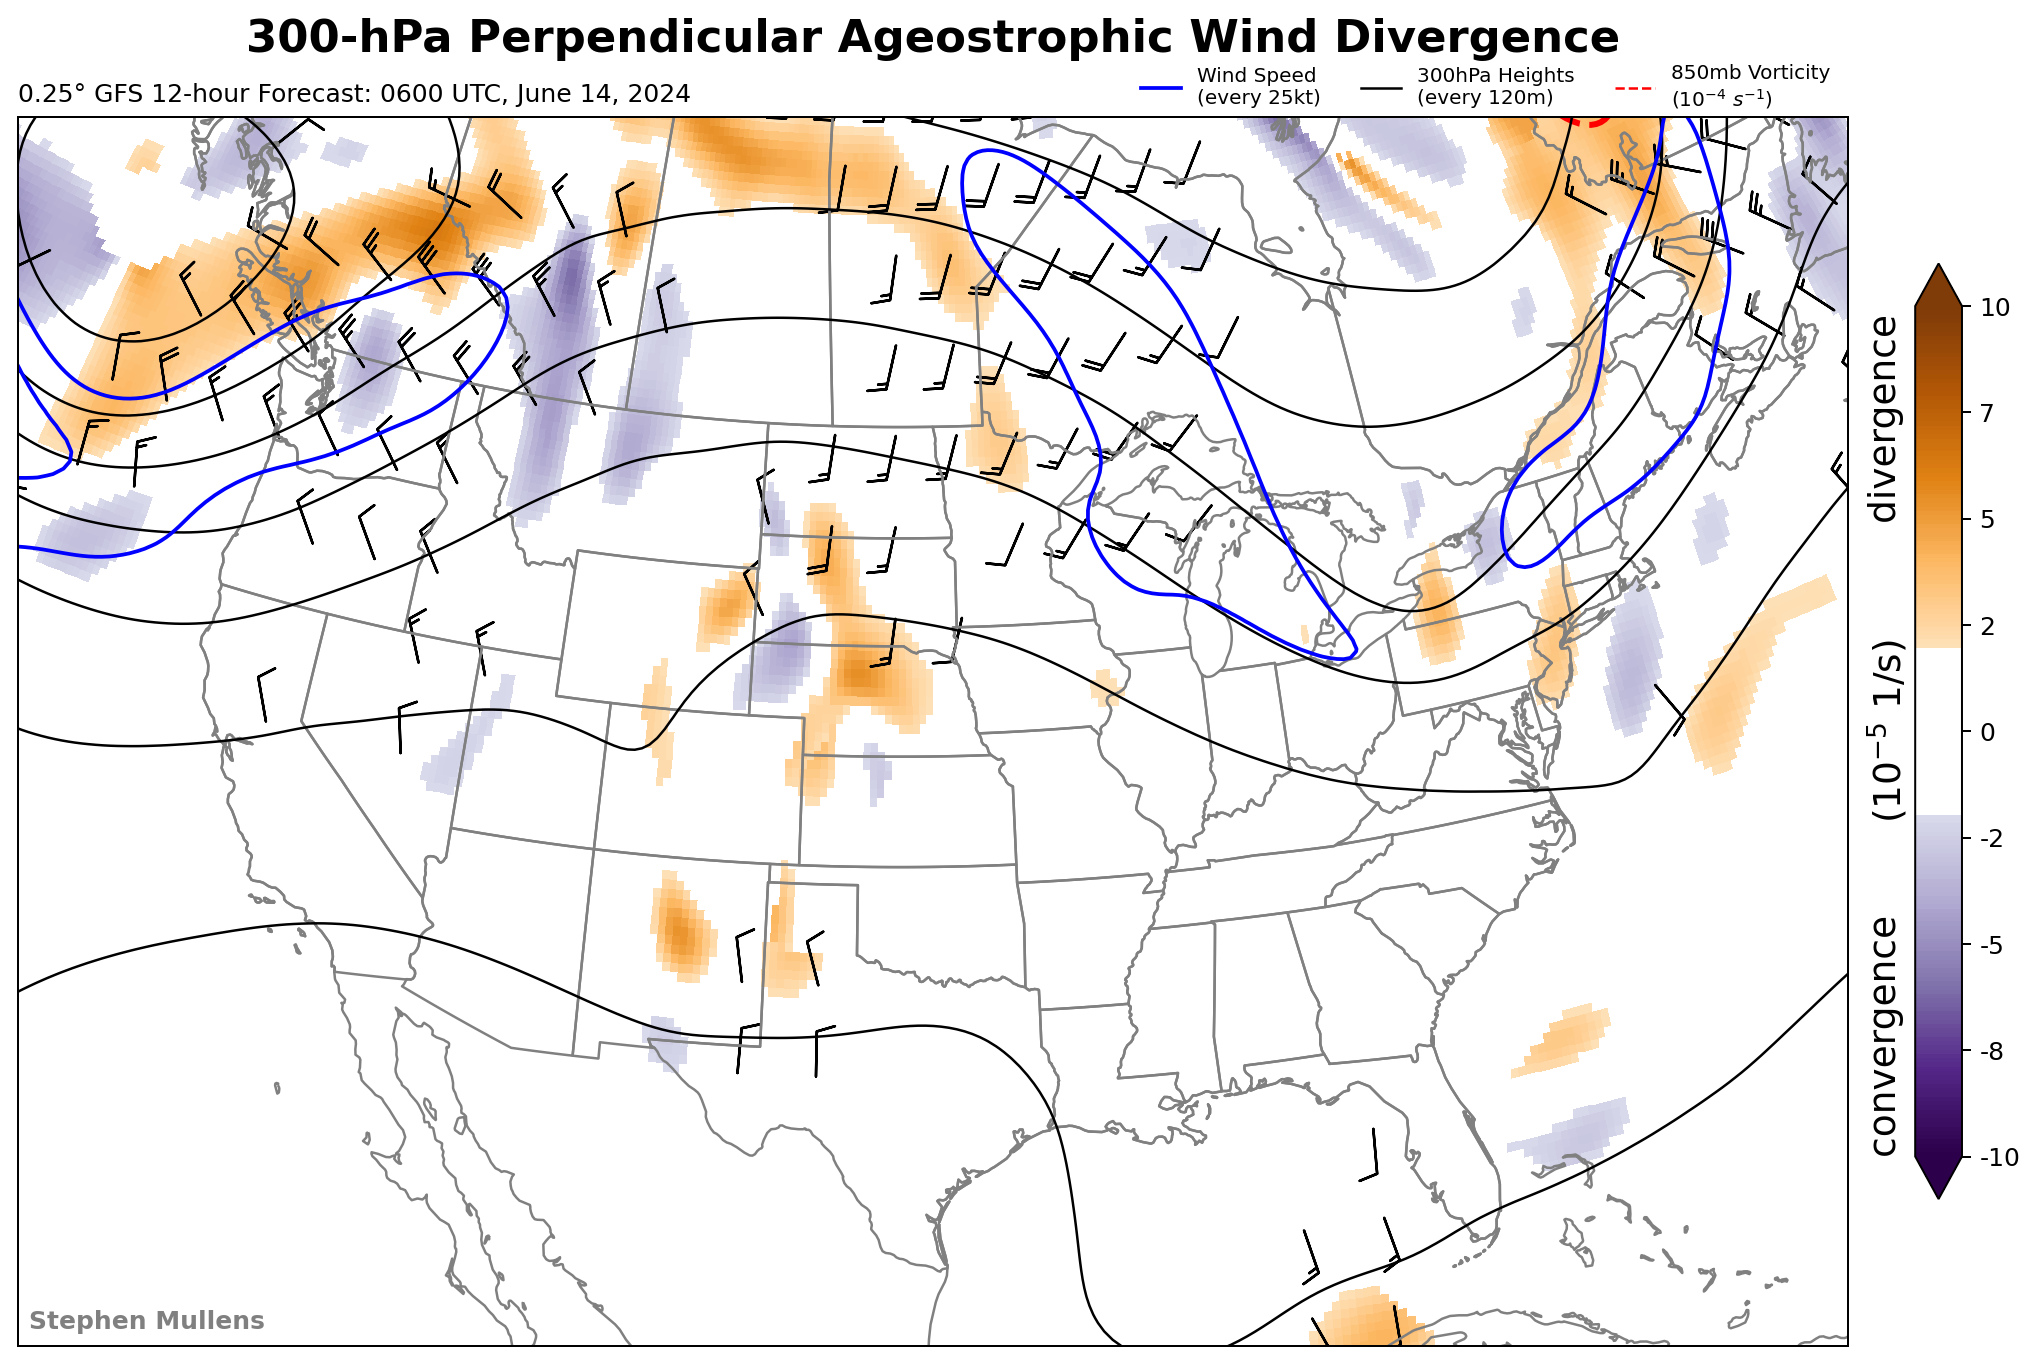 300-hPa Perpendicular Ageostrophic Wind Divergence
0.25° GFS 12-hour Forecast: 0600 UTC, June 14, 2024
Wind Speed
(every 25kt)
300hPa Heights
(every 120m)
850mb Vorticity
(10⁻⁴ s⁻¹)
10
7
5
2
0
-2
-5
-8
-10
convergence (10⁻⁵ 1/s) divergence
Stephen Mullens